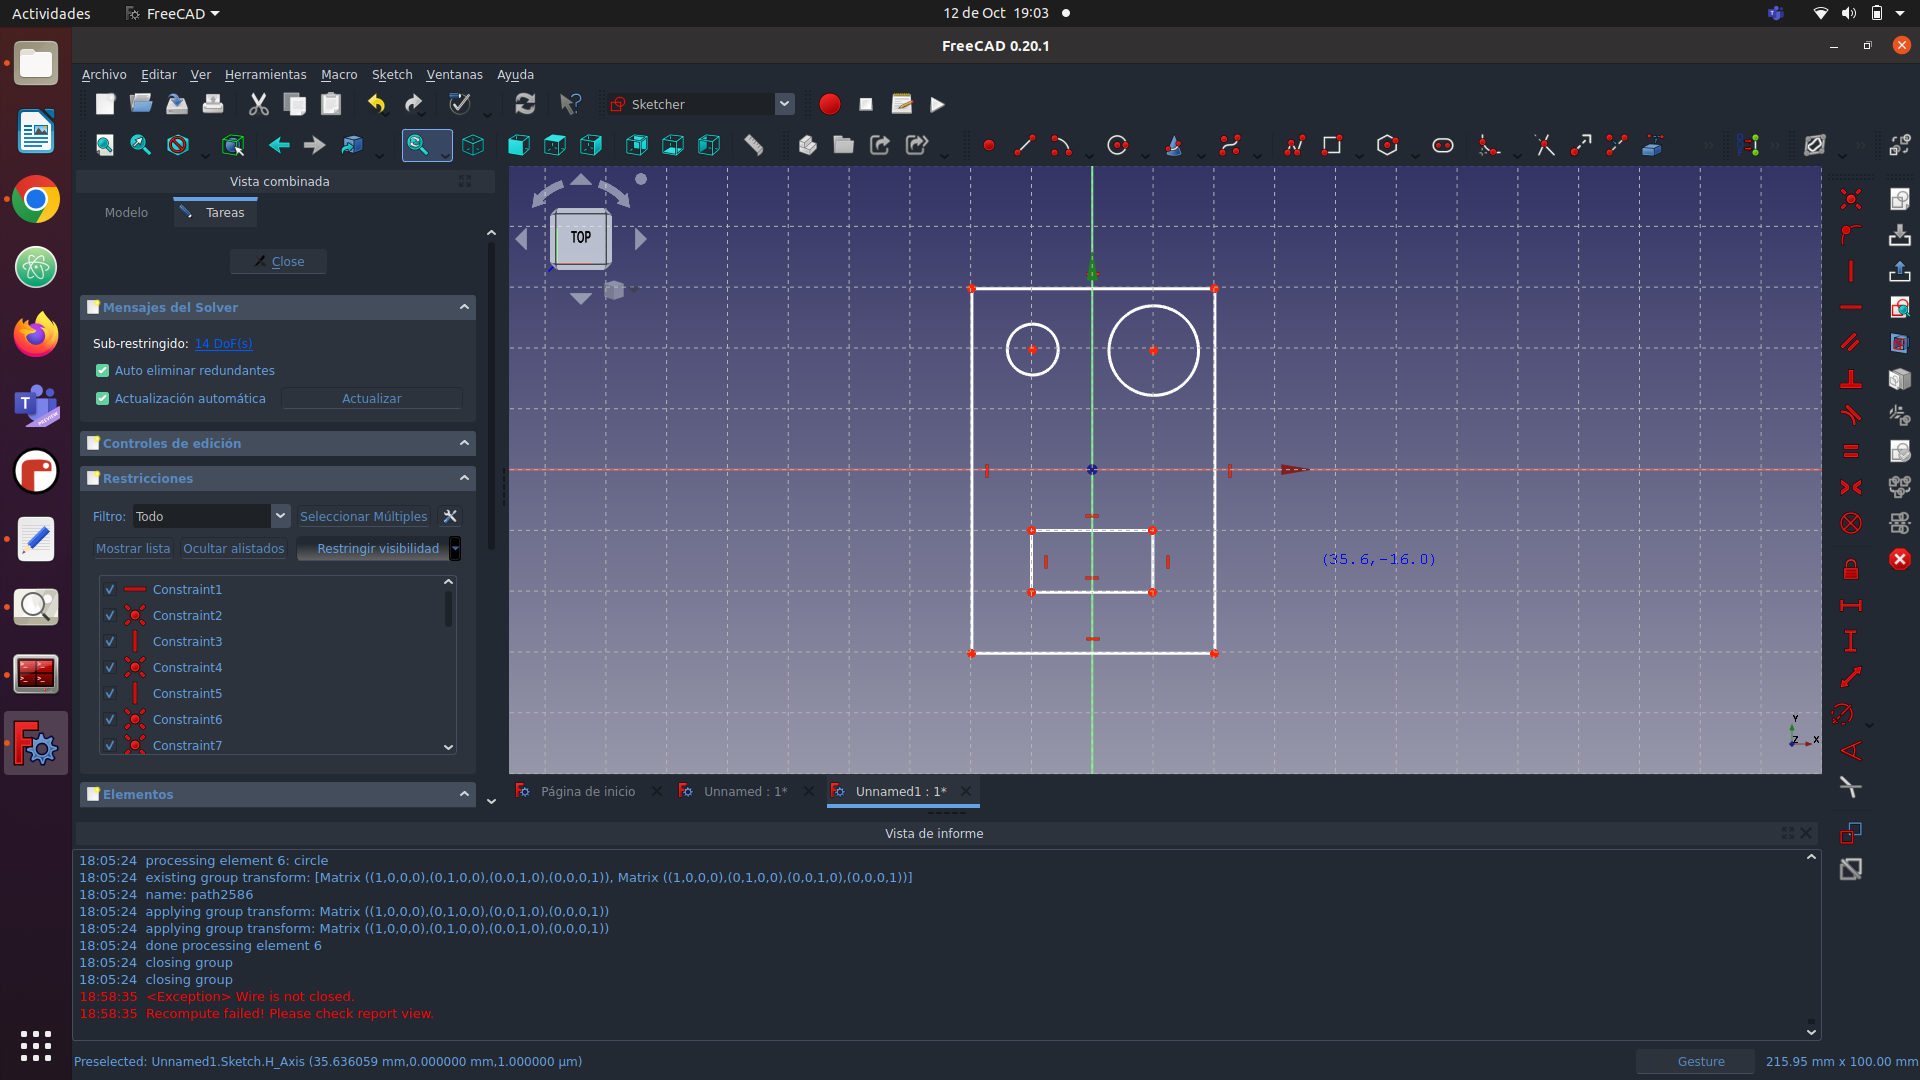 Actividades FreeCAD 12 de Oct 19:03
FreeCAD 0.20.1
Archivo Editar Ver Herramientas Macro Sketch Ventanas Ayuda
Sketcher
Vista combinada
Modelo Tareas
Close
Mensajes del Solver
Sub-restringido: 14 DoF(s)
Auto eliminar redundantes
Actualización automática Actualizar
Controles de edición
Restricciones
Filtro: Todo Seleccionar Múltiples
Mostrar lista Ocultar alistados Restringir visibilidad
Constraint1
Constraint2
Constraint3
Constraint4
Constraint5
Constraint6
Constraint7
Elementos
TOP
(35.6,-16.0)
Y
Z X
Página de inicio Unnamed : 1* Unnamed1 : 1*
Vista de informe
18:05:24 processing element 6: circle
18:05:24 existing group transform: [Matrix ((1,0,0,0),(0,1,0,0),(0,0,1,0),(0,0,0,1)), Matrix ((1,0,0,0),(0,1,0,0),(0,0,1,0),(0,0,0,1))]
18:05:24 name: path2586
18:05:24 applying group transform: Matrix ((1,0,0,0),(0,1,0,0),(0,0,1,0),(0,0,0,1))
18:05:24 applying group transform: Matrix ((1,0,0,0),(0,1,0,0),(0,0,1,0),(0,0,0,1))
18:05:24 done processing element 6
18:05:24 closing group
18:05:24 closing group
18:58:35 <Exception> Wire is not closed.
18:58:35 Recompute failed! Please check report view.
Preselected: Unnamed1.Sketch.H_Axis (35.636059 mm,0.000000 mm,1.000000 µm) Gesture 215.95 mm x 100.00 mm